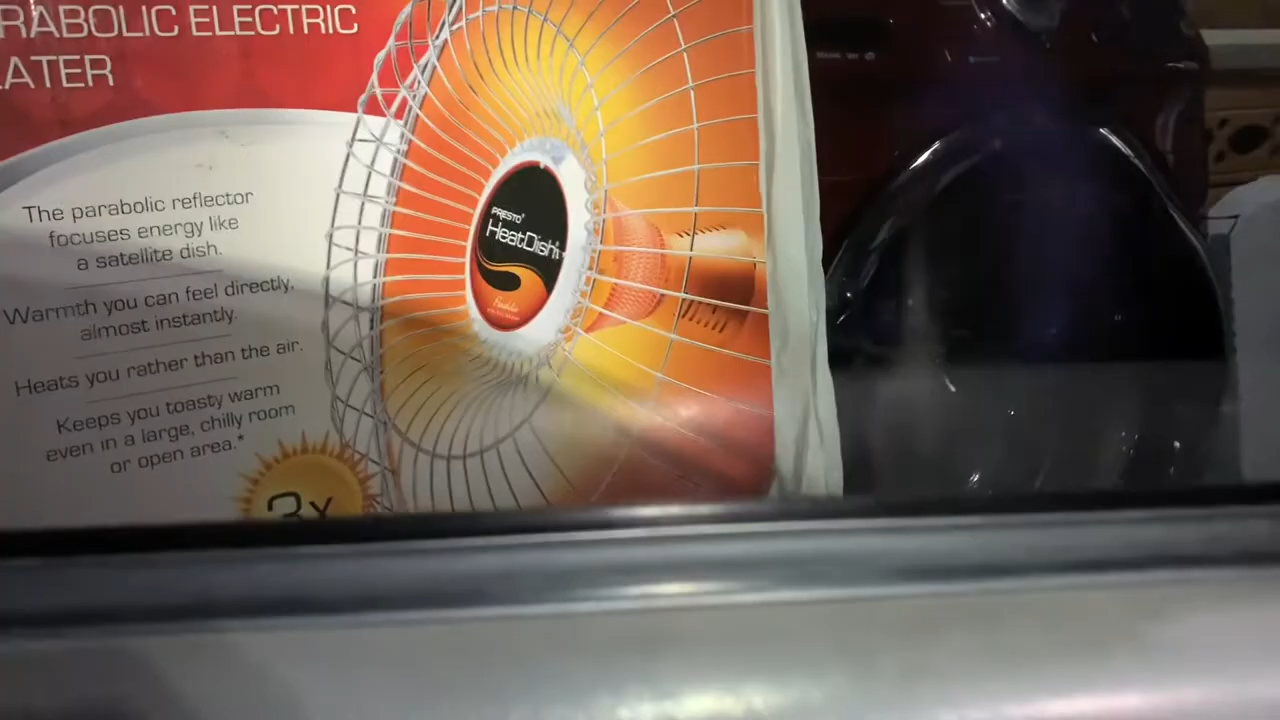 RABOLIC ELECTRIC
ATER
The parabolic reflector
focuses energy like
a satellite dish.
Warmth you can feel directly,
almost instantly.
Heats you rather than the air.
Keeps you toasty warm
even in a large, chilly room
or open area.*
3x
PRESTO®
HeatDish®